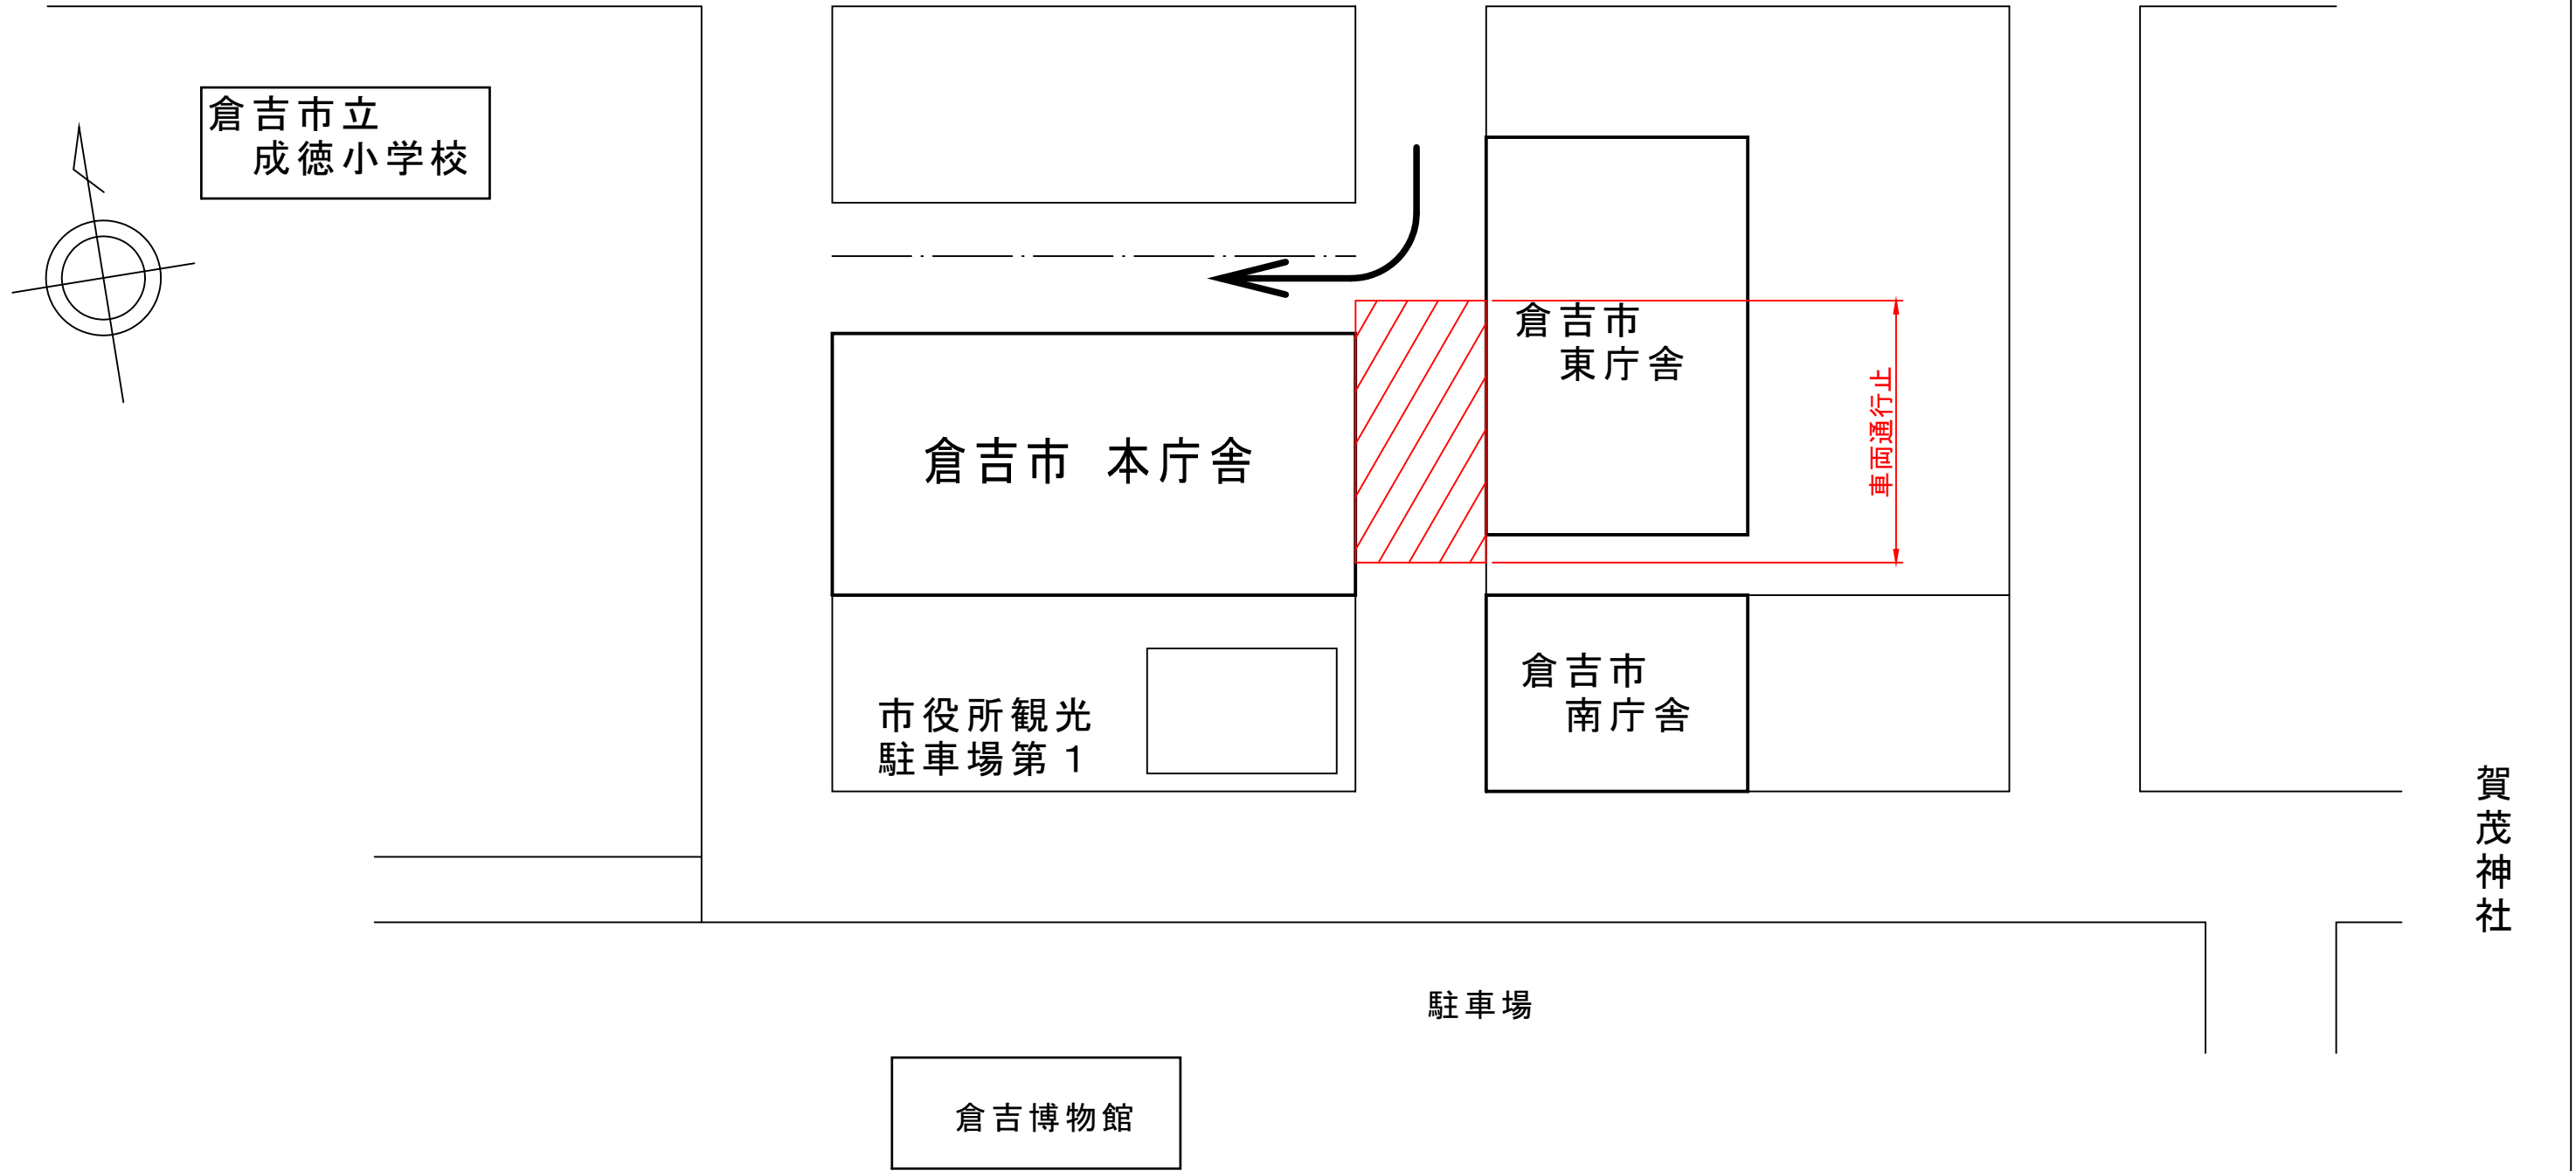 倉吉市立
成徳小学校
倉吉市
東庁舎
車両通行止
倉吉市 本庁舎
倉吉市
南庁舎
市役所観光
駐車場第1
賀茂神社
駐車場
倉吉博物館